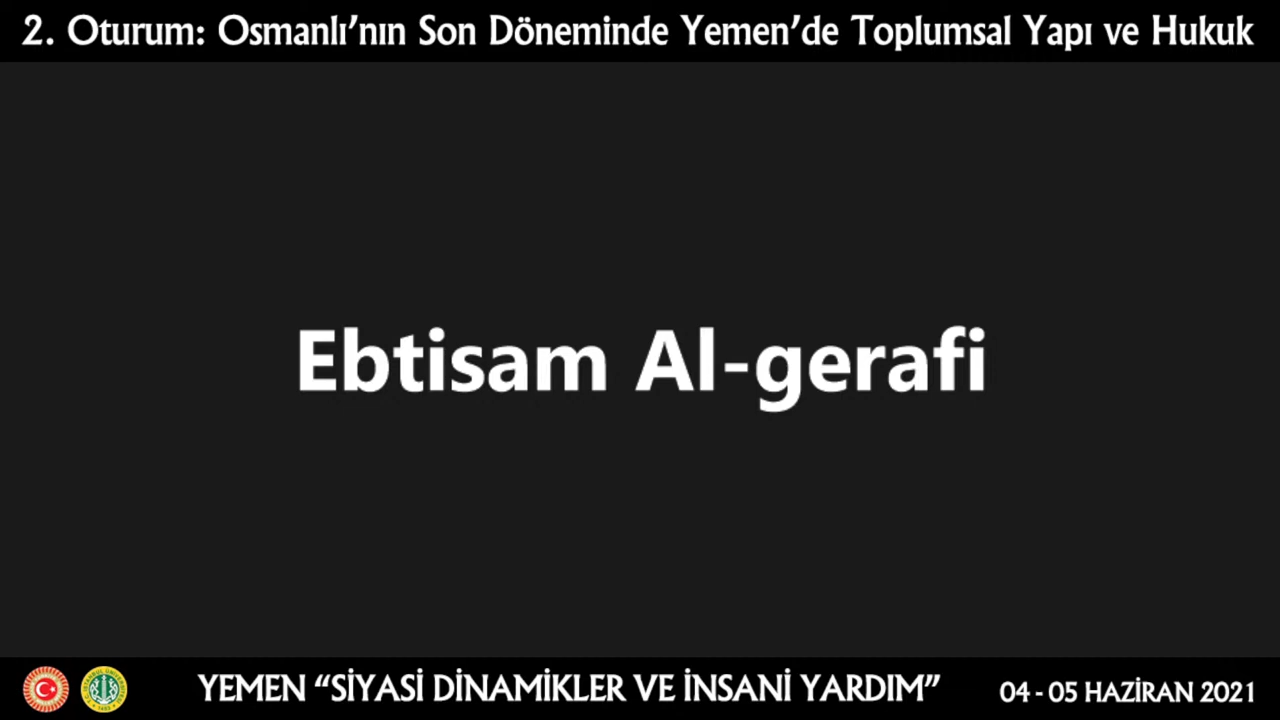 2. Oturum: Osmanlı’nın Son Döneminde Yemen’de Toplumsal Yapı ve Hukuk
Ebtisam Al-gerafi
YEMEN “SİYASİ DİNAMİKLER VE İNSANİ YARDIM”
04 - 05 HAZİRAN 2021